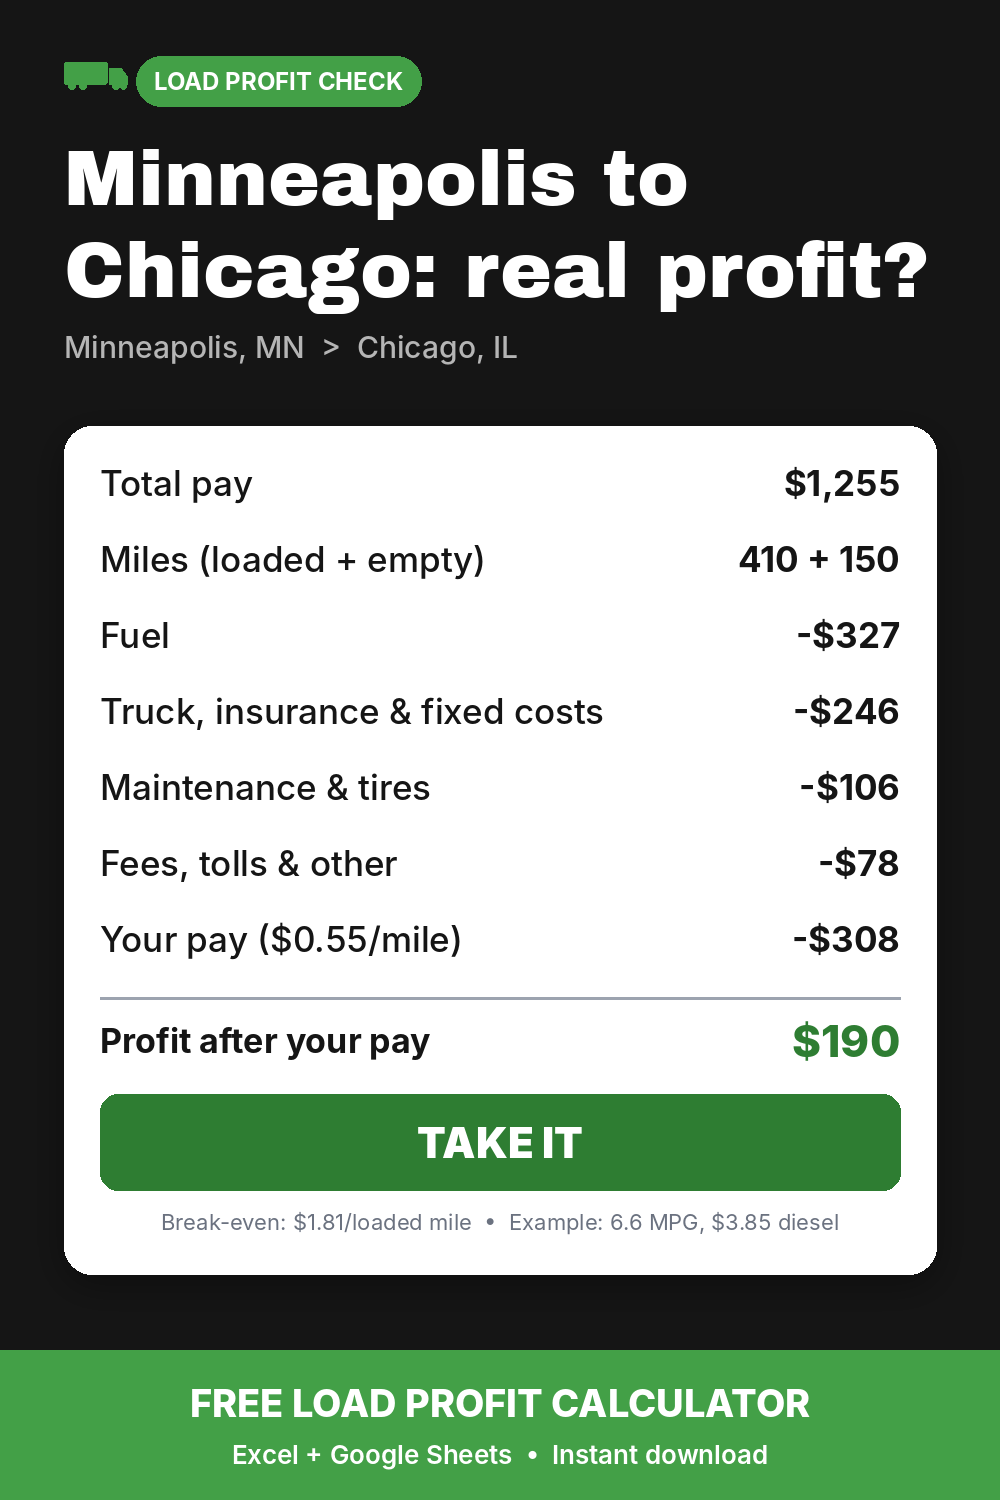 LOAD PROFIT CHECK
Minneapolis to
Chicago: real profit?
Minneapolis, MN > Chicago, IL
Total pay $1,255
Miles (loaded + empty) 410 + 150
Fuel -$327
Truck, insurance & fixed costs -$246
Maintenance & tires -$106
Fees, tolls & other -$78
Your pay ($0.55/mile) -$308
Profit after your pay $190
TAKE IT
Break-even: $1.81/loaded mile • Example: 6.6 MPG, $3.85 diesel
FREE LOAD PROFIT CALCULATOR
Excel + Google Sheets • Instant download